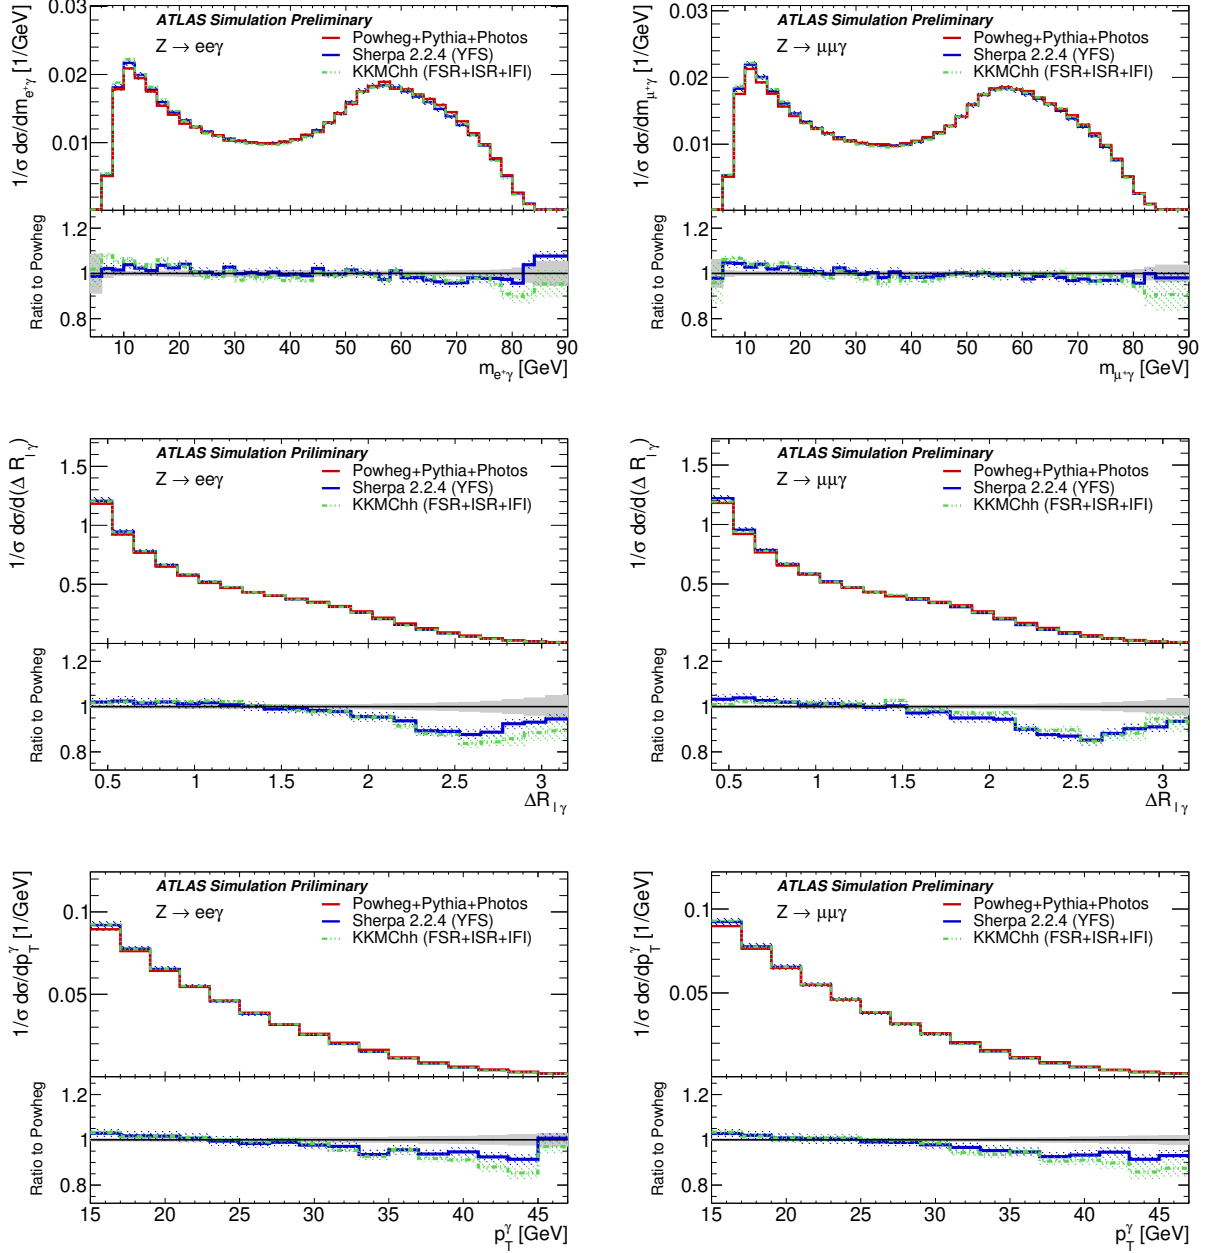 ATLAS Simulation Preliminary
Z → eeγ
Powheg+Pythia+Photos
Sherpa 2.2.4 (YFS)
KKMChh (FSR+ISR+IFI)
1/σ dσ/dm_{e⁺γ} [1/GeV]
0.03
0.02
0.01
Ratio to Powheg
1.2
1
0.8
10 20 30 40 50 60 70 80 90
m_{e⁺γ} [GeV]
ATLAS Simulation Preliminary
Z → μμγ
Powheg+Pythia+Photos
Sherpa 2.2.4 (YFS)
KKMChh (FSR+ISR+IFI)
1/σ dσ/dm_{μ⁺γ} [1/GeV]
0.03
0.02
0.01
Ratio to Powheg
1.2
1
0.8
10 20 30 40 50 60 70 80 90
m_{μ⁺γ} [GeV]
ATLAS Simulation Preliminary
Z → eeγ
Powheg+Pythia+Photos
Sherpa 2.2.4 (YFS)
KKMChh (FSR+ISR+IFI)
1/σ dσ/d(Δ R_{lγ})
1.5
1
0.5
Ratio to Powheg
1.2
1
0.8
0.5 1 1.5 2 2.5 3
ΔR_{lγ}
ATLAS Simulation Preliminary
Z → μμγ
Powheg+Pythia+Photos
Sherpa 2.2.4 (YFS)
KKMChh (FSR+ISR+IFI)
1/σ dσ/d(Δ R_{lγ})
1.5
1
0.5
Ratio to Powheg
1.2
1
0.8
0.5 1 1.5 2 2.5 3
ΔR_{lγ}
ATLAS Simulation Priliminary
Z → eeγ
Powheg+Pythia+Photos
Sherpa 2.2.4 (YFS)
KKMChh (FSR+ISR+IFI)
1/σ dσ/dp_T^γ [1/GeV]
0.1
0.05
Ratio to Powheg
1.2
1
0.8
15 20 25 30 35 40 45
p_T^γ [GeV]
ATLAS Simulation Preliminary
Z → μμγ
Powheg+Pythia+Photos
Sherpa 2.2.4 (YFS)
KKMChh (FSR+ISR+IFI)
1/σ dσ/dp_T^γ [1/GeV]
0.1
0.05
Ratio to Powheg
1.2
1
0.8
15 20 25 30 35 40 45
p_T^γ [GeV]